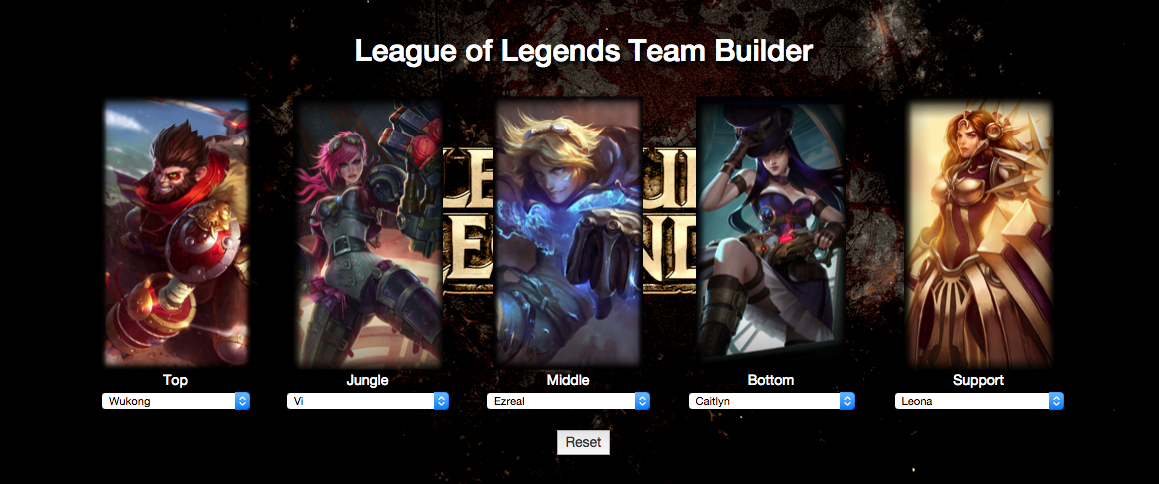 League of Legends Team Builder
Top
Jungle
Middle
Bottom
Support
Wukong
Vi
Ezreal
Caitlyn
Leona
Reset